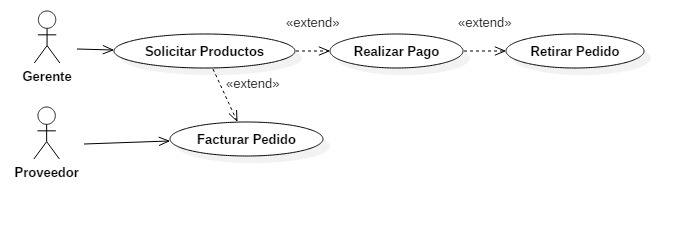 «extend»
«extend»
Solicitar Productos
Realizar Pago
Retirar Pedido
Gerente
«extend»
Facturar Pedido
Proveedor